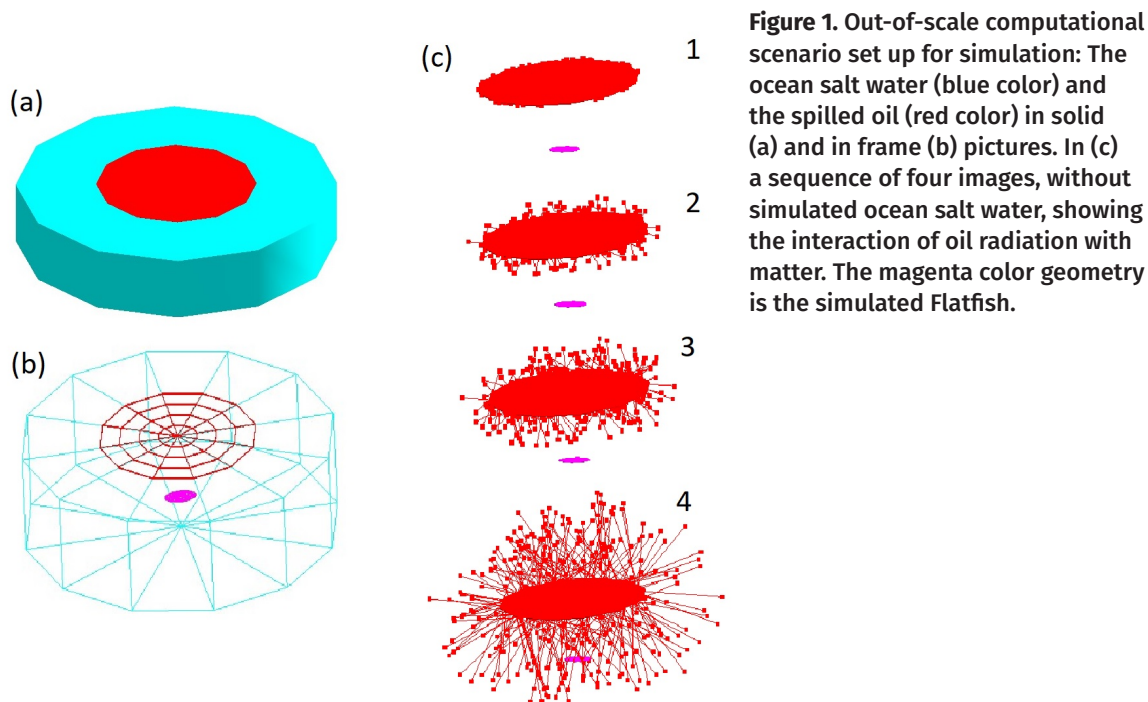 (a)
(b)
(c)
1
2
3
4
Figure 1. Out-of-scale computational
scenario set up for simulation: The
ocean salt water (blue color) and
the spilled oil (red color) in solid
(a) and in frame (b) pictures. In (c)
a sequence of four images, without
simulated ocean salt water, showing
the interaction of oil radiation with
matter. The magenta color geometry
is the simulated Flatfish.